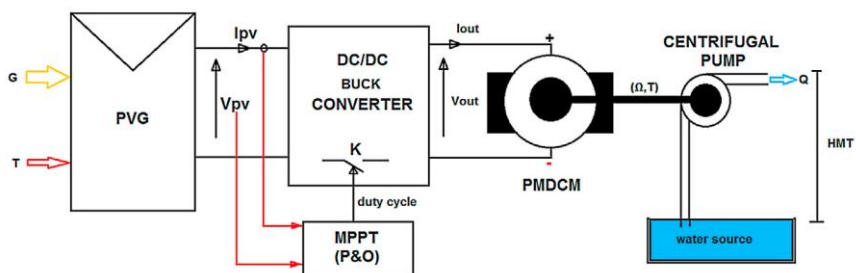 G
T
PVG
Ipv
Vpv
DC/DC
BUCK
CONVERTER
K
duty cycle
MPPT
(P&O)
Iout
Vout
+
-
PMDCM
(Ω,T)
CENTRIFUGAL
PUMP
Q
HMT
water source